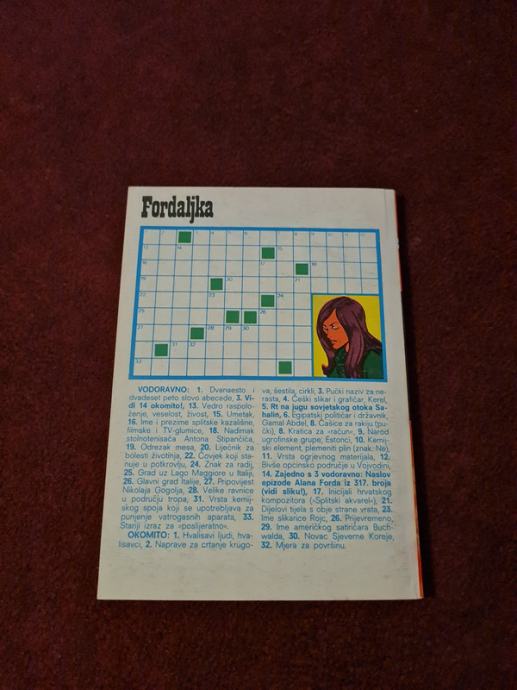 Fordaljka
VODORAVNO: 1. Dvanaesto i
dvadeset peto slovo abecede, 3. Vi-
di 14 okomito!, 13. Vedro raspolo-
ženje, veselost, živost, 15. Umetak,
16. Ime i prezime splitske kazališne,
filmske i TV-glumice, 18. Nadimak
stolnotenisača Antona Stipančića,
19. Odrezak mesa, 20. Liječnik za
bolesti živčanja, 22. Čovjek koji sta-
nuje u potkrovlju, 24. Znak za radij,
25. Grad uz Lago Maggiore u Italiji,
26. Glavni grad Italije, 27. Pripovijest
Nikolaja Gogolja, 28. Velike ravnice
u području tropa, 31. Vrsta kemij-
skog spoja koji se upotrebljava za
punjenje vatrogasnih aparata, 33.
Stariji izraz za »poslijeratno«.
OKOMITO: 1. Hvalisavi ljudi, hva-
lisavci, 2. Naprave za crtanje krugo-
va, šestila, cirkli, 3. Pučki naziv za ne-
rasta, 4. Češki slikar i grafičar, Karel,
5. Rt na jugu sovjetskog otoka Sa-
halin, 6. Egipatski političar i državnik,
Gamal Abdel, 8. Čašice za rakiju (pu-
čki), 8. Kratica za »račun«, 9. Narod
ugrofinske grupe, Estonci, 10. Kemij-
ski element, plemeniti plin (znak: Ne),
11. Vrsta ogrjevnog materijala, 12.
Bivše općinsko područje u Vojvodini,
14. Zajedno s 3 vodoravno: Naslov
epizode Alana Forda iz 317. broja
(vidi sliku!), 17. Inicijali hrvatskog
kompozitora (»Splitski akvarel«), 21.
Dijelovi tijela s obje strane vrata, 23.
Ime slikarice Rojc, 26. Prijevremeno,
29. Ime američkog satiričara Buch-
walda, 30. Novac Sjeverne Koreje,
32. Mjera za površinu.